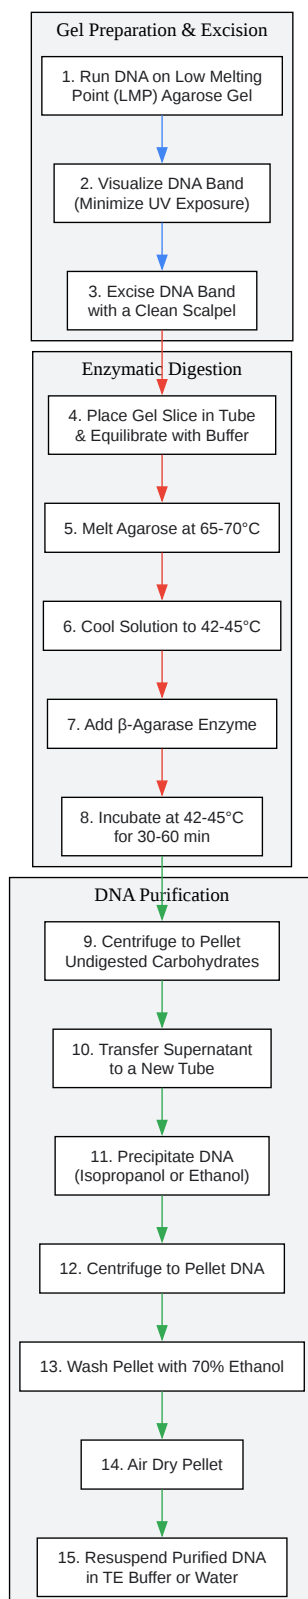 Gel Preparation & Excision
1. Run DNA on Low Melting
Point (LMP) Agarose Gel
2. Visualize DNA Band
(Minimize UV Exposure)
3. Excise DNA Band
with a Clean Scalpel
Enzymatic Digestion
4. Place Gel Slice in Tube
& Equilibrate with Buffer
5. Melt Agarose at 65-70°C
6. Cool Solution to 42-45°C
7. Add β-Agarase Enzyme
8. Incubate at 42-45°C
for 30-60 min
DNA Purification
9. Centrifuge to Pellet
Undigested Carbohydrates
10. Transfer Supernatant
to a New Tube
11. Precipitate DNA
(Isopropanol or Ethanol)
12. Centrifuge to Pellet DNA
13. Wash Pellet with 70% Ethanol
14. Air Dry Pellet
15. Resuspend Purified DNA
in TE Buffer or Water